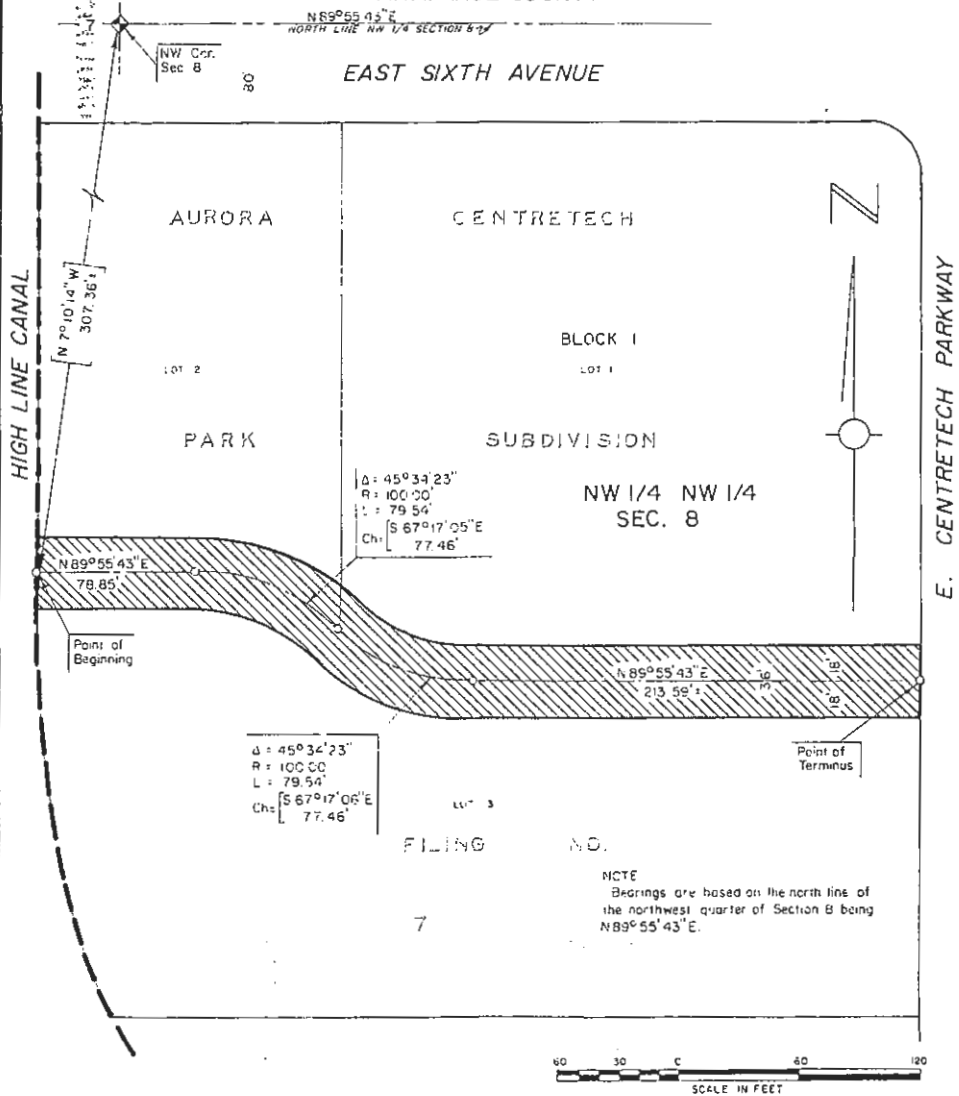 N89°55'43"E
NORTH LINE NW 1/4 SECTION 8
NW Cor.
Sec 8
80'
EAST SIXTH AVENUE
AURORA CENTRETECH
HIGH LINE CANAL
N 7°10'14" W
307.36'±
E. CENTRETECH PARKWAY
BLOCK 1
LOT 2
LOT 1
PARK SUBDIVISION
NW 1/4 NW 1/4
SEC. 8
Δ = 45°34'23"
R = 100.00'
L = 79.54'
Ch= S 67°17'05"E
77.46'
N89°55'43"E
78.85'
Point of
Beginning
N89°55'43"E
213.59'±
36'
18'
18'
Point of
Terminus
Δ = 45°34'23"
R = 100.00
L = 79.54'
Ch= S 67°17'06"E
77.46'
LOT 3
FILING NO.
7
NOTE
Bearings are based on the north line of
the northwest quarter of Section 8 being
N89°55'43"E.
60 30 0 60 120
SCALE IN FEET